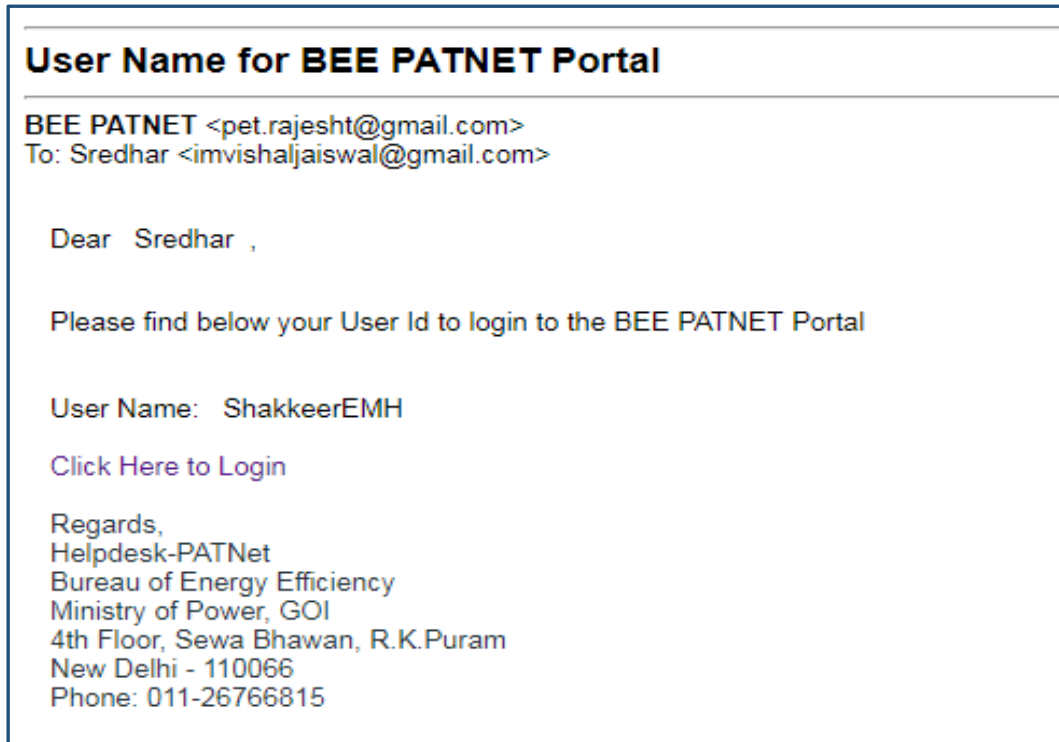 User Name for BEE PATNET Portal
BEE PATNET <pet.rajesht@gmail.com>
To: Sredhar <imvishaljaiswal@gmail.com>
Dear Sredhar ,
Please find below your User Id to login to the BEE PATNET Portal
User Name: ShakkeerEMH
Click Here to Login
Regards,
Helpdesk-PATNet
Bureau of Energy Efficiency
Ministry of Power, GOI
4th Floor, Sewa Bhawan, R.K.Puram
New Delhi - 110066
Phone: 011-26766815